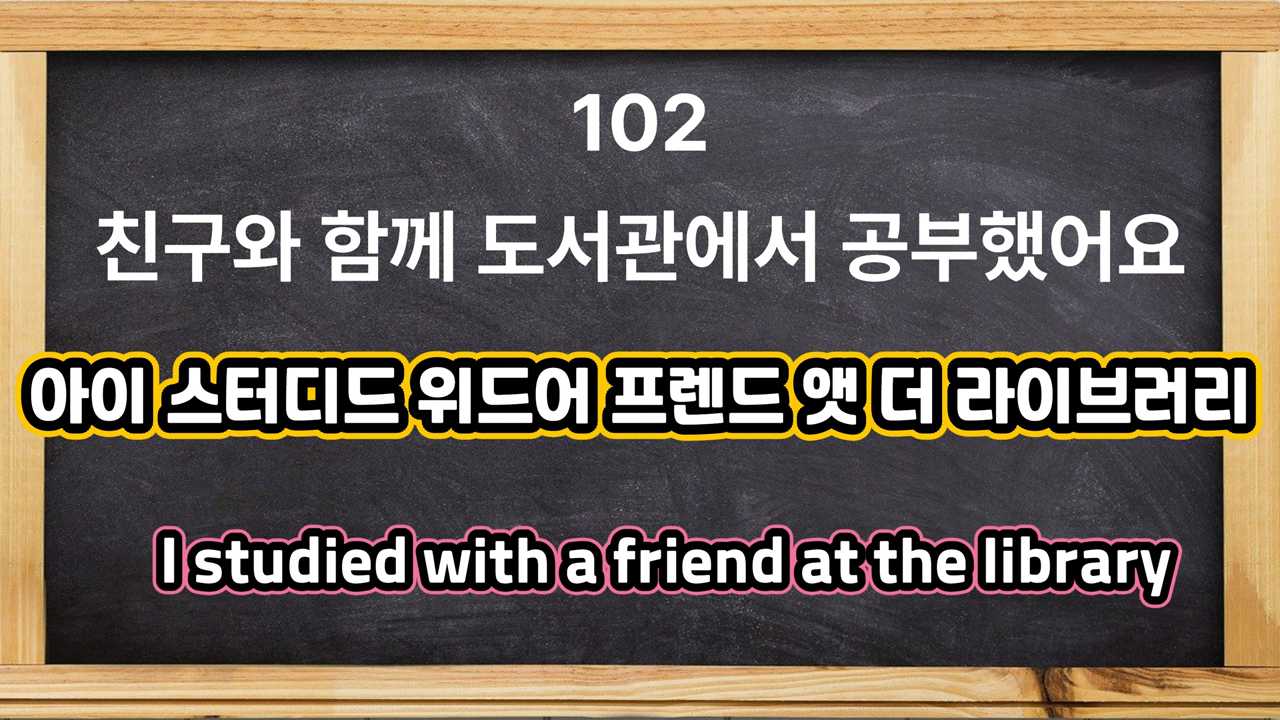 102
친구와 함께 도서관에서 공부했어요
아이 스터디드 위드어 프렌드 앳 더 라이브러리
I studied with a friend at the library